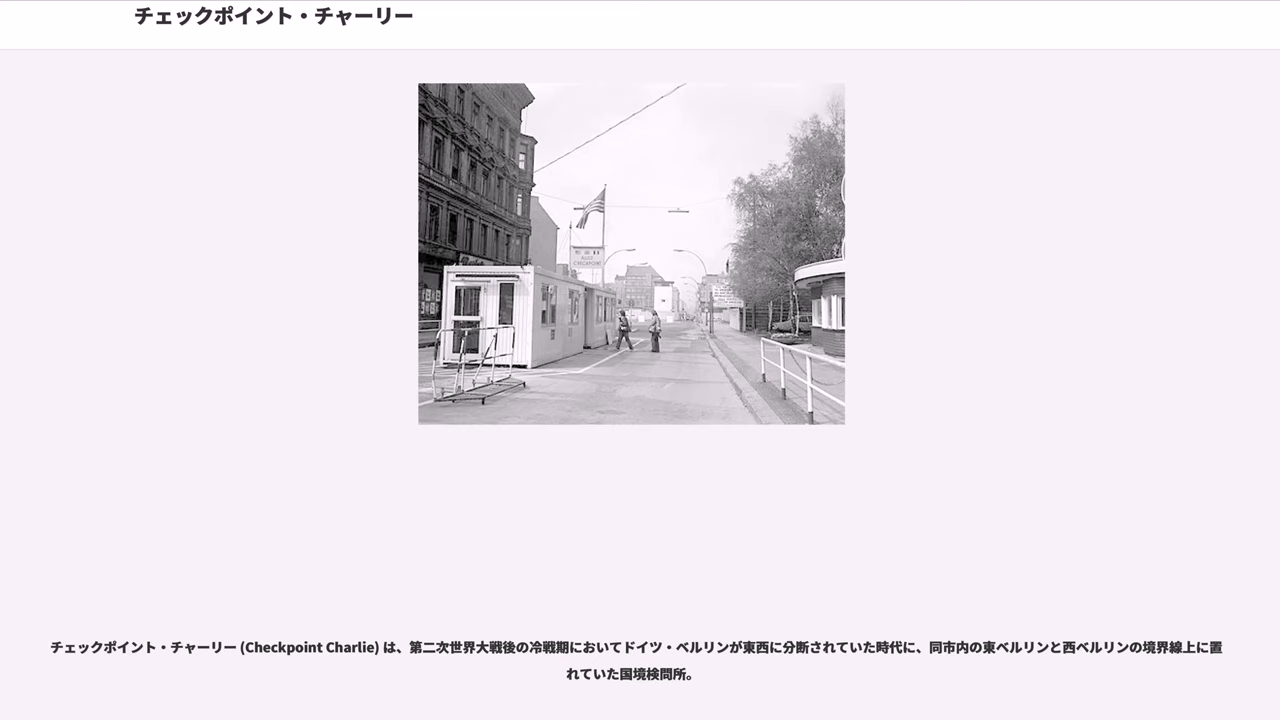 チェックポイント・チャーリー
ALLIED
CHECKPOINT
チェックポイント・チャーリー (Checkpoint Charlie) は、第二次世界大戦後の冷戦期においてドイツ・ベルリンが東西に分断されていた時代に、同市内の東ベルリンと西ベルリンの境界線上に置
れていた国境検問所。